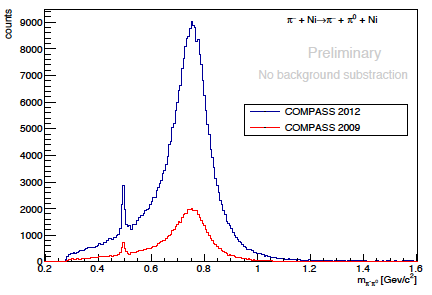 π⁻ + Ni→π⁻ + π⁰ + Ni
Preliminary
No background substraction
COMPASS 2012
COMPASS 2009
counts
9000
8000
7000
6000
5000
4000
3000
2000
1000
0
0.2 0.4 0.6 0.8 1 1.2 1.4 1.6
m_π⁻π⁰ [Gev/c²]